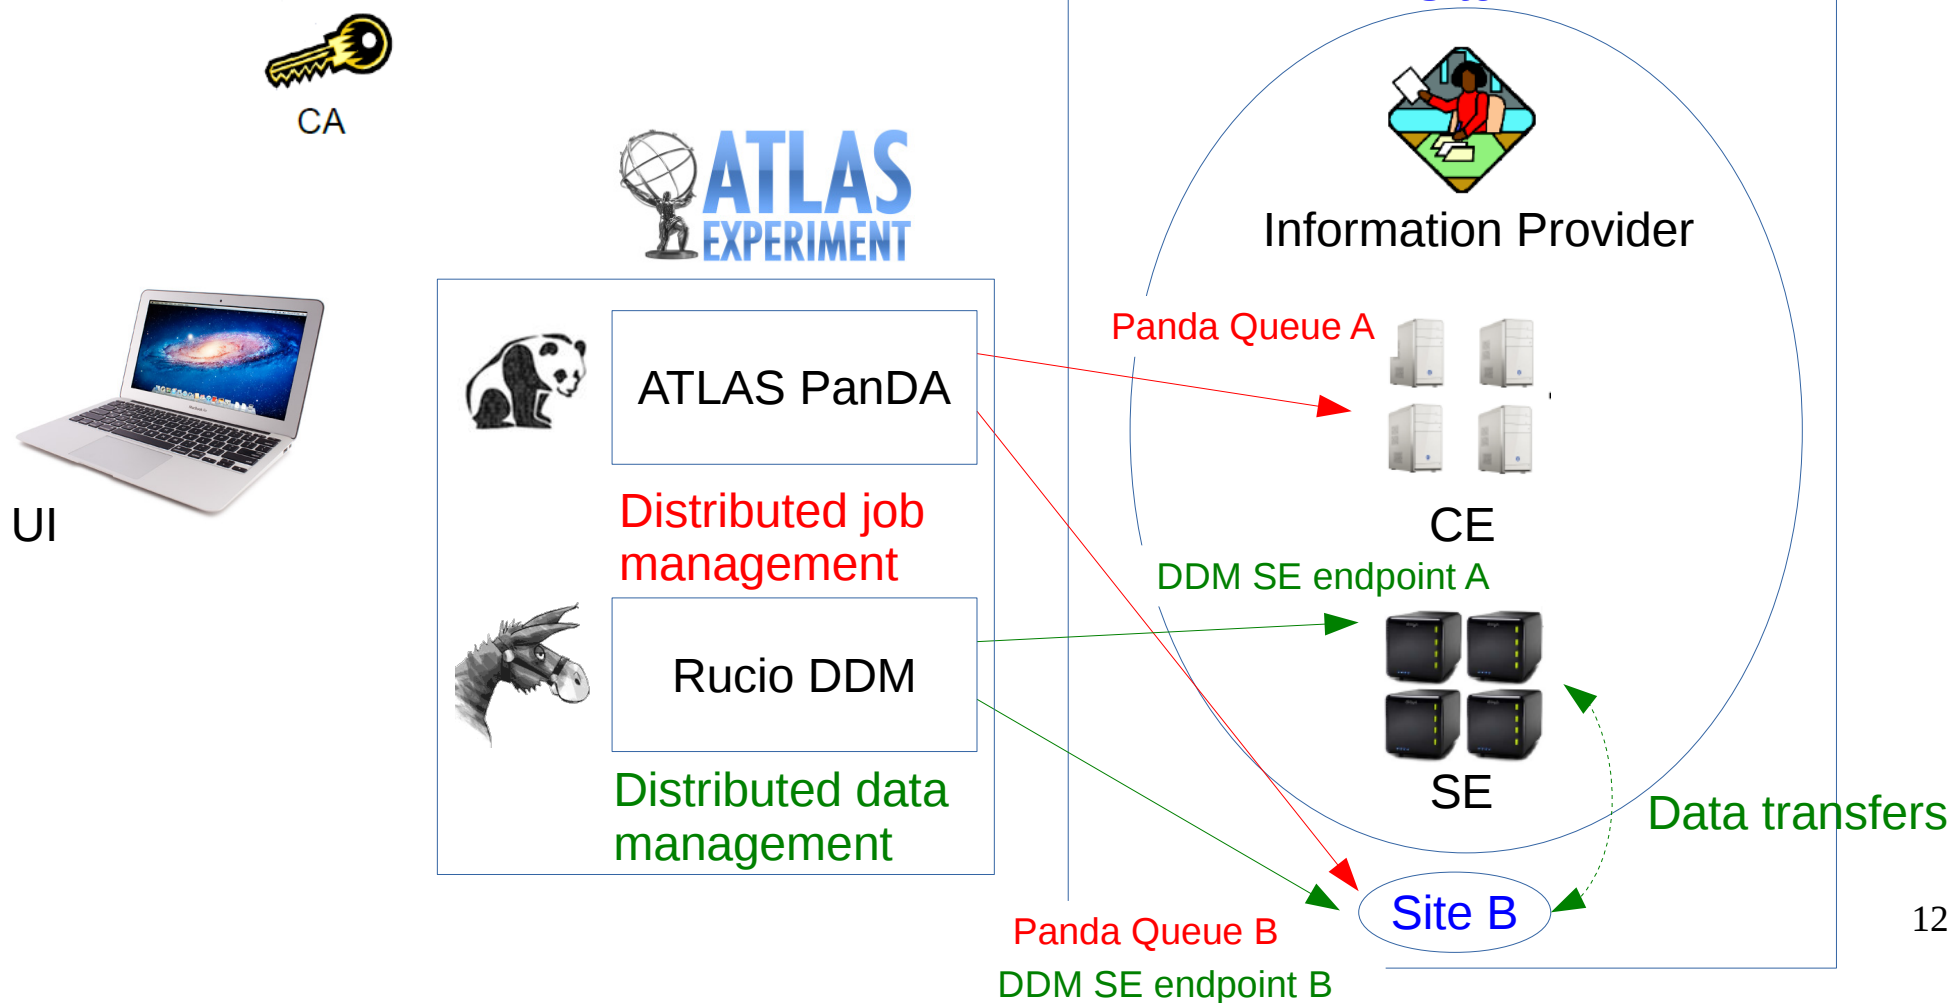 CA
ATLAS
EXPERIMENT
Information Provider
Panda Queue A
ATLAS PanDA
UI
Distributed job
management
CE
DDM SE endpoint A
Rucio DDM
Distributed data
management
SE
Data transfers
Site B
Panda Queue B
12
DDM SE endpoint B